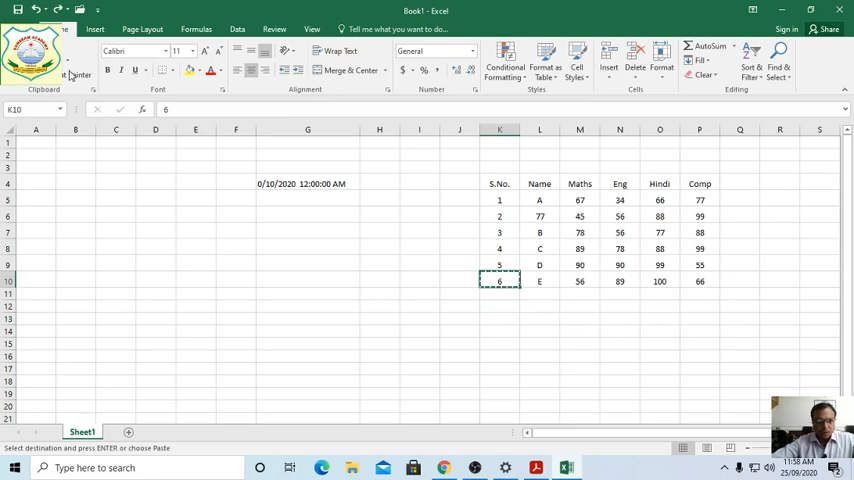 Book1 - Excel
Sign in
Share
Insert
Page Layout
Formulas
Data
Review
View
Tell me what you want to do...
Calibri
11
Wrap Text
General
AutoSum
Fill
Clear
Merge & Center
Conditional Formatting
Format as Table
Cell Styles
Insert
Delete
Format
Sort & Filter
Find & Select
Clipboard
Font
Alignment
Number
Styles
Cells
Editing
K10
6
A B C D E F G H I J K L M N O P Q R S
1
2
3
4 0/10/2020 12:00:00 AM S.No. Name Maths Eng Hindi Comp
5 1 A 67 34 66 77
6 2 77 45 56 88 99
7 3 B 78 56 77 88
8 4 C 89 78 88 99
9 5 D 90 90 99 55
10 6 E 56 89 100 66
11
12
13
14
15
16
17
18
19
20
21
Sheet1
Select destination and press ENTER or choose Paste
Type here to search
11:58 AM
25/09/2020
2